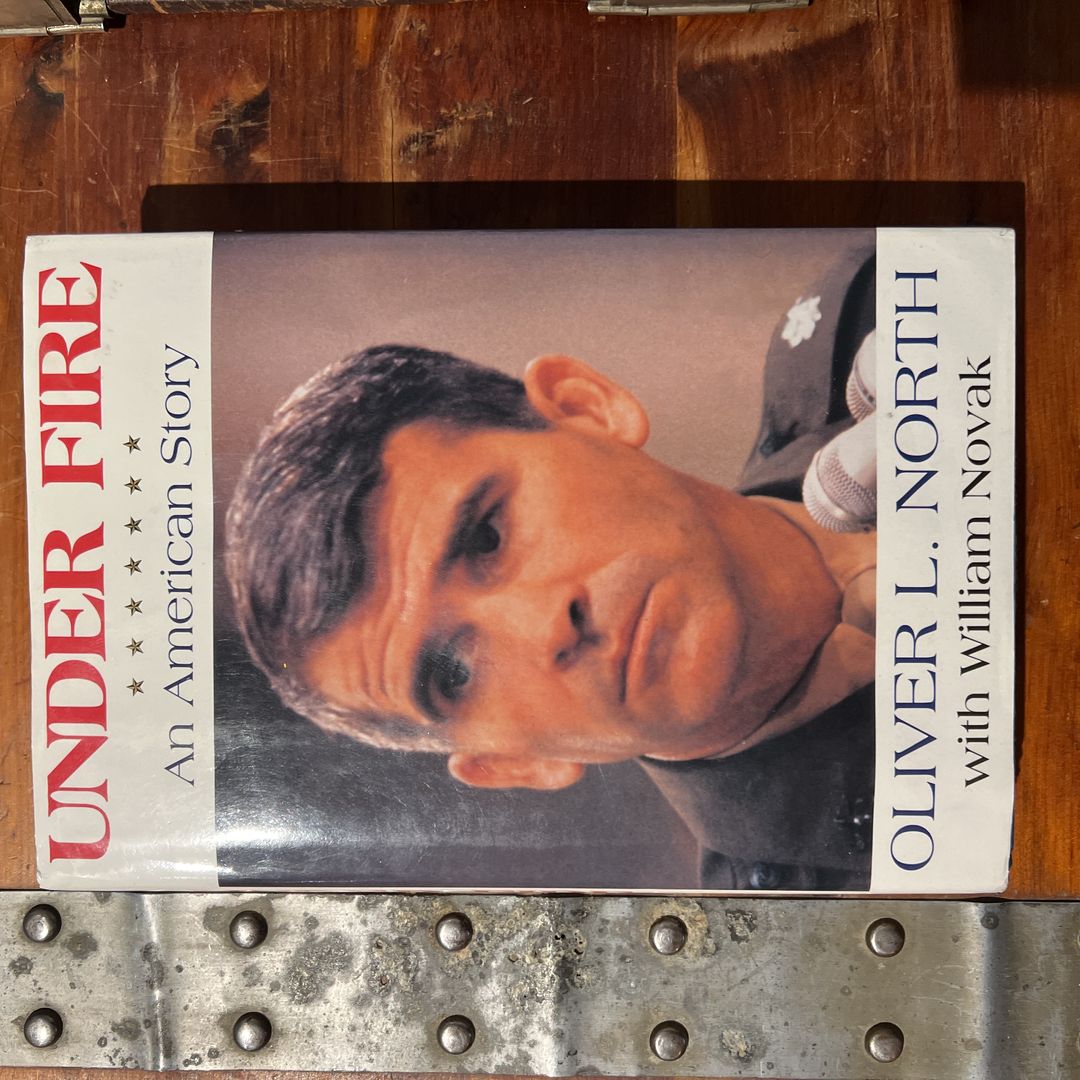 UNDER FIRE
An American Story
OLIVER L. NORTH
with William Novak